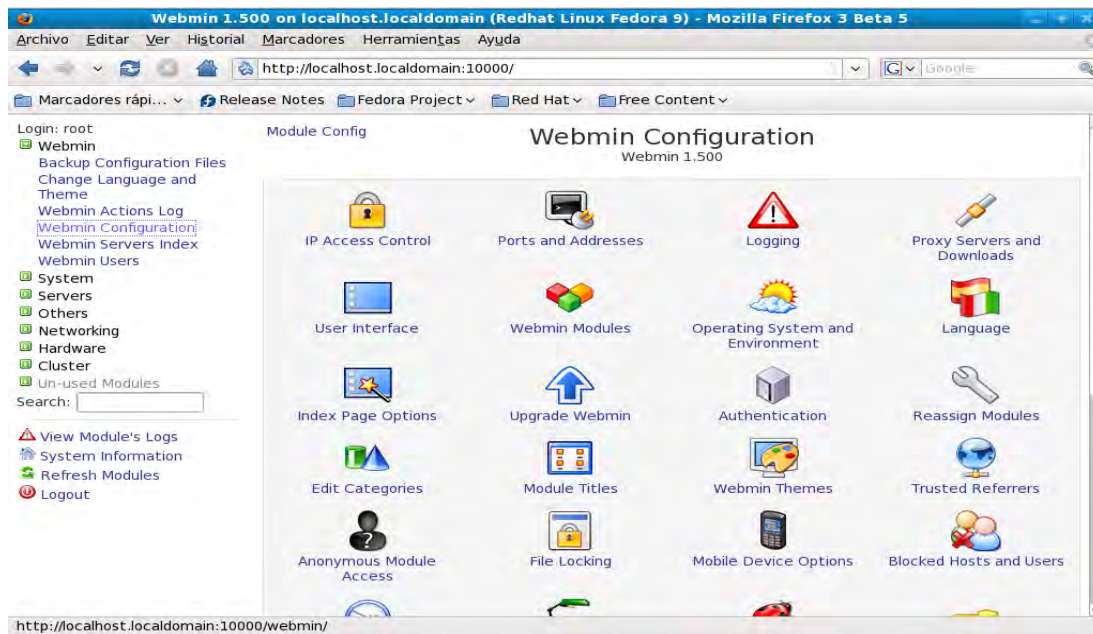 Webmin 1.500 on localhost.localdomain (Redhat Linux Fedora 9) - Mozilla Firefox 3 Beta 5
Archivo Editar Ver Historial Marcadores Herramientas Ayuda
http://localhost.localdomain:10000/ Google
Marcadores rápi... Release Notes Fedora Project Red Hat Free Content
Login: root
Webmin
Backup Configuration Files
Change Language and
Theme
Webmin Actions Log
Webmin Configuration
Webmin Servers Index
Webmin Users
System
Servers
Others
Networking
Hardware
Cluster
Un-used Modules
Search:
View Module's Logs
System Information
Refresh Modules
Logout
Module Config
Webmin Configuration
Webmin 1.500
IP Access Control
Ports and Addresses
Logging
Proxy Servers and
Downloads
User Interface
Webmin Modules
Operating System and
Environment
Language
Index Page Options
Upgrade Webmin
Authentication
Reassign Modules
Edit Categories
Module Titles
Webmin Themes
Trusted Referrers
Anonymous Module
Access
File Locking
Mobile Device Options
Blocked Hosts and Users
http://localhost.localdomain:10000/webmin/